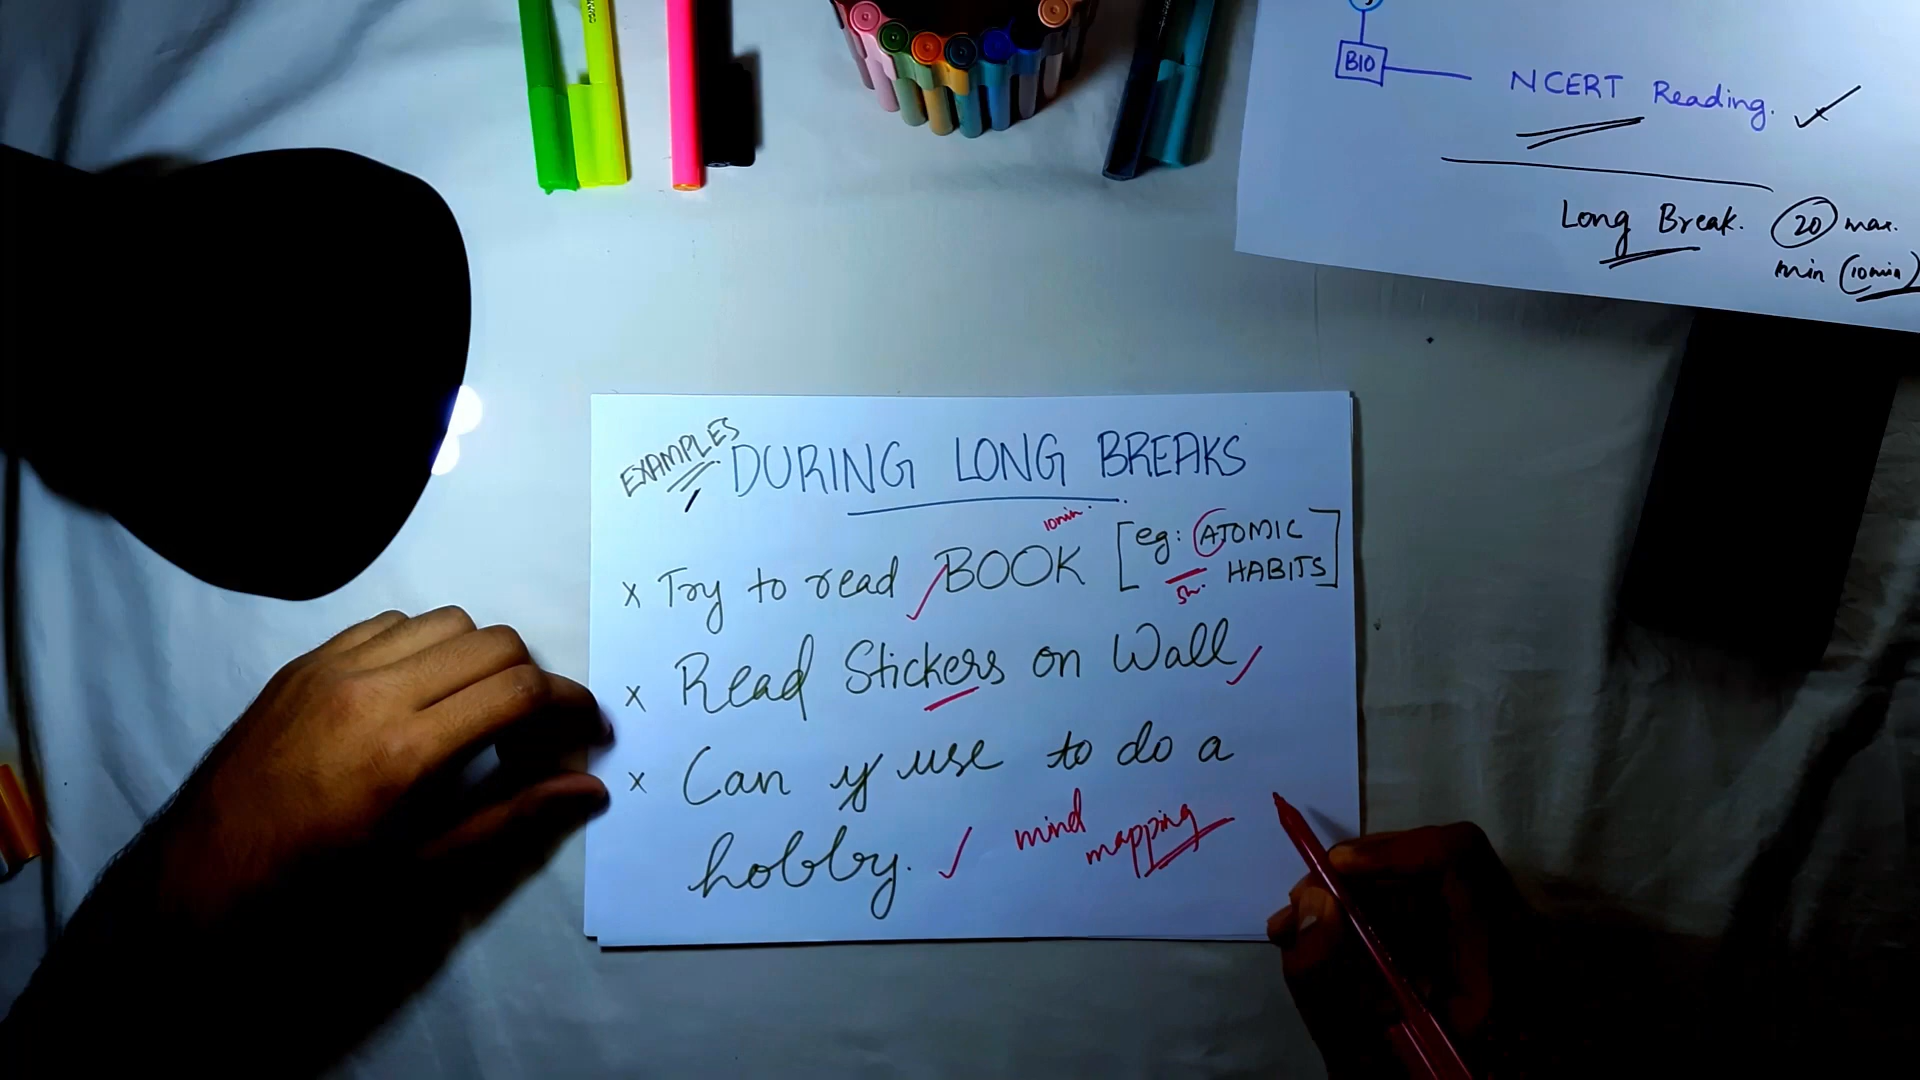 BIO
NCERT Reading.
Long Break. 20 max.
min (10min)
EXAMPLES
DURING LONG BREAKS
10min.
x Try to read BOOK [eg: ATOMIC
HABITS]
x Read Stickers on Wall
x Can y use to do a
hobby.
mind
mapping